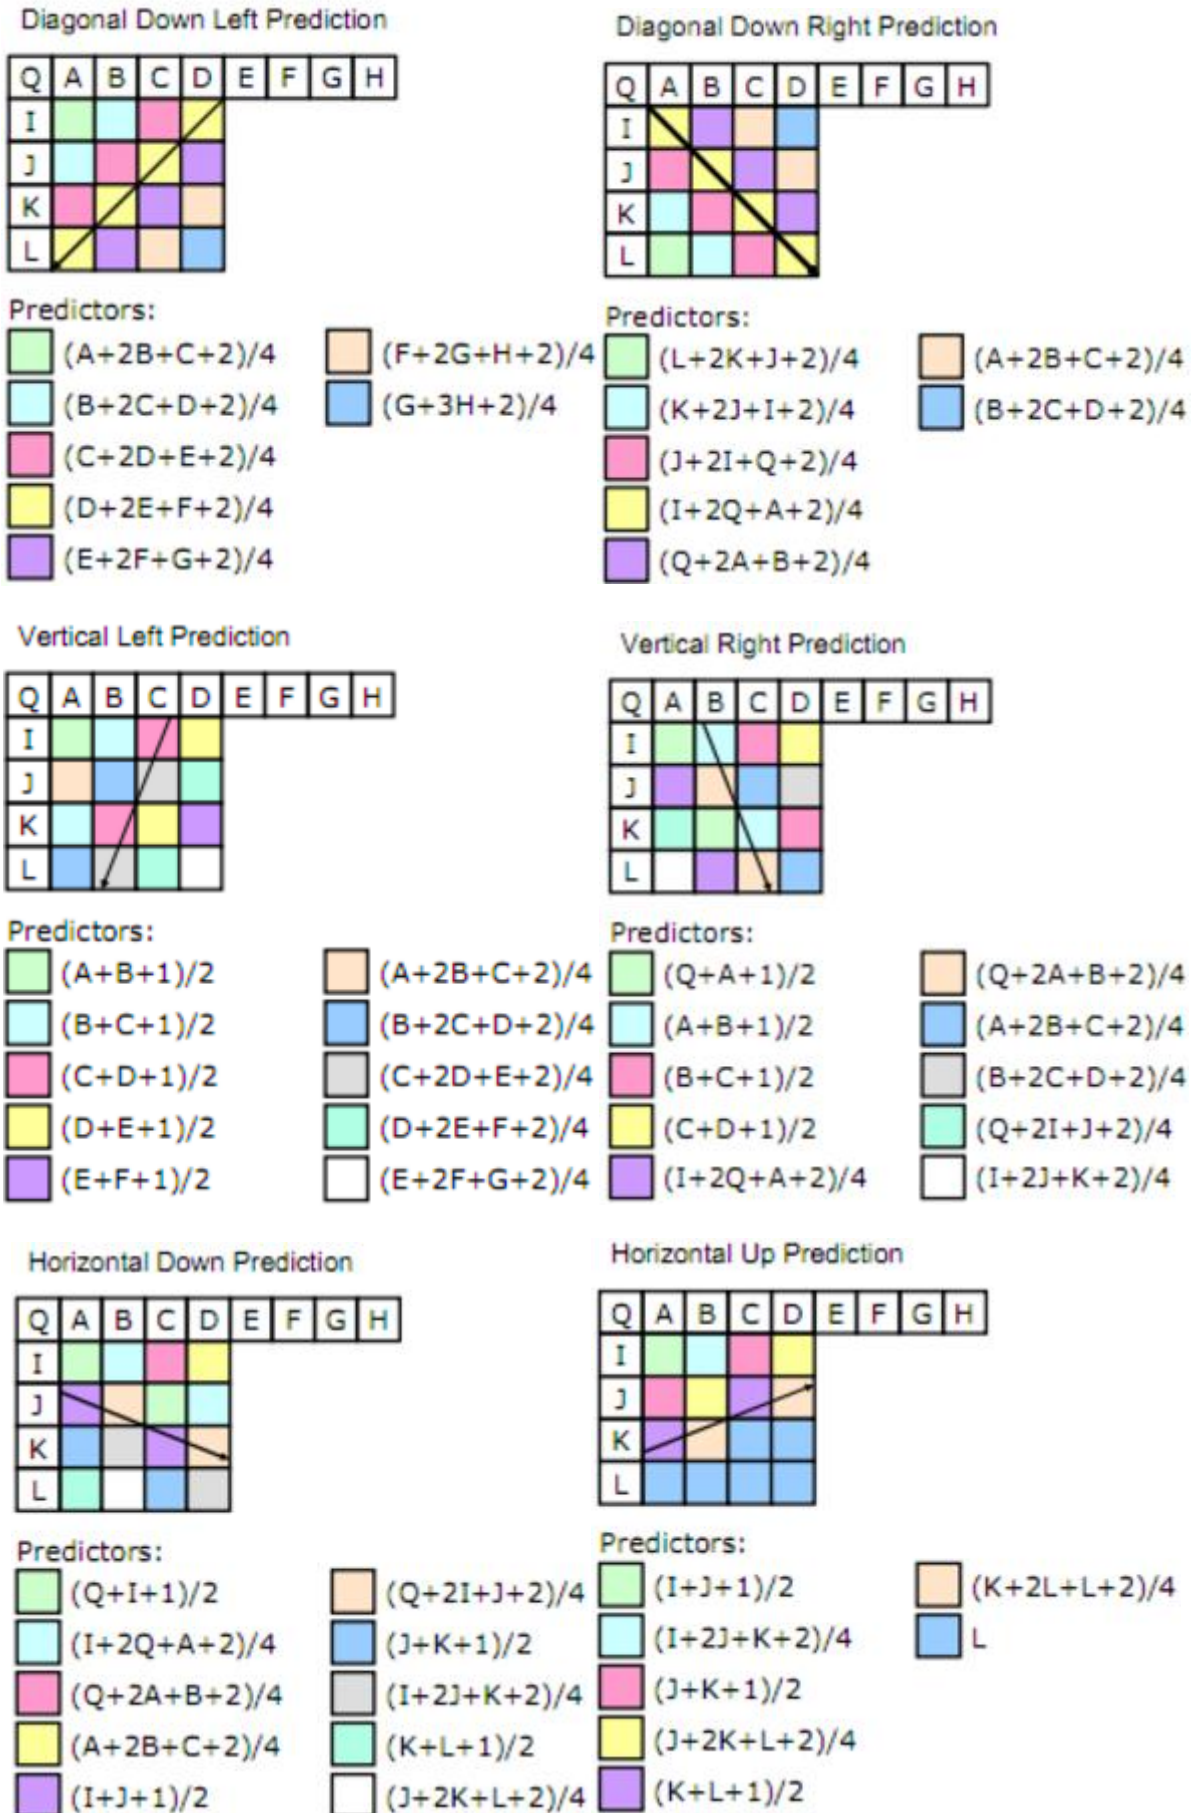 Diagonal Down Left Prediction
Q A B C D E F G H
I
J
K
L
Predictors:
(A+2B+C+2)/4 (F+2G+H+2)/4
(B+2C+D+2)/4 (G+3H+2)/4
(C+2D+E+2)/4
(D+2E+F+2)/4
(E+2F+G+2)/4
Diagonal Down Right Prediction
Q A B C D E F G H
I
J
K
L
Predictors:
(L+2K+J+2)/4 (A+2B+C+2)/4
(K+2J+I+2)/4 (B+2C+D+2)/4
(J+2I+Q+2)/4
(I+2Q+A+2)/4
(Q+2A+B+2)/4
Vertical Left Prediction
Q A B C D E F G H
I
J
K
L
Predictors:
(A+B+1)/2 (A+2B+C+2)/4
(B+C+1)/2 (B+2C+D+2)/4
(C+D+1)/2 (C+2D+E+2)/4
(D+E+1)/2 (D+2E+F+2)/4
(E+F+1)/2 (E+2F+G+2)/4
Vertical Right Prediction
Q A B C D E F G H
I
J
K
L
Predictors:
(Q+A+1)/2 (Q+2A+B+2)/4
(A+B+1)/2 (A+2B+C+2)/4
(B+C+1)/2 (B+2C+D+2)/4
(C+D+1)/2 (Q+2I+J+2)/4
(I+2Q+A+2)/4 (I+2J+K+2)/4
Horizontal Down Prediction
Q A B C D E F G H
I
J
K
L
Predictors:
(Q+I+1)/2 (Q+2I+J+2)/4
(I+2Q+A+2)/4 (J+K+1)/2
(Q+2A+B+2)/4 (I+2J+K+2)/4
(A+2B+C+2)/4 (K+L+1)/2
(I+J+1)/2 (J+2K+L+2)/4
Horizontal Up Prediction
Q A B C D E F G H
I
J
K
L
Predictors:
(I+J+1)/2 (K+2L+L+2)/4
(I+2J+K+2)/4 L
(J+K+1)/2
(J+2K+L+2)/4
(K+L+1)/2